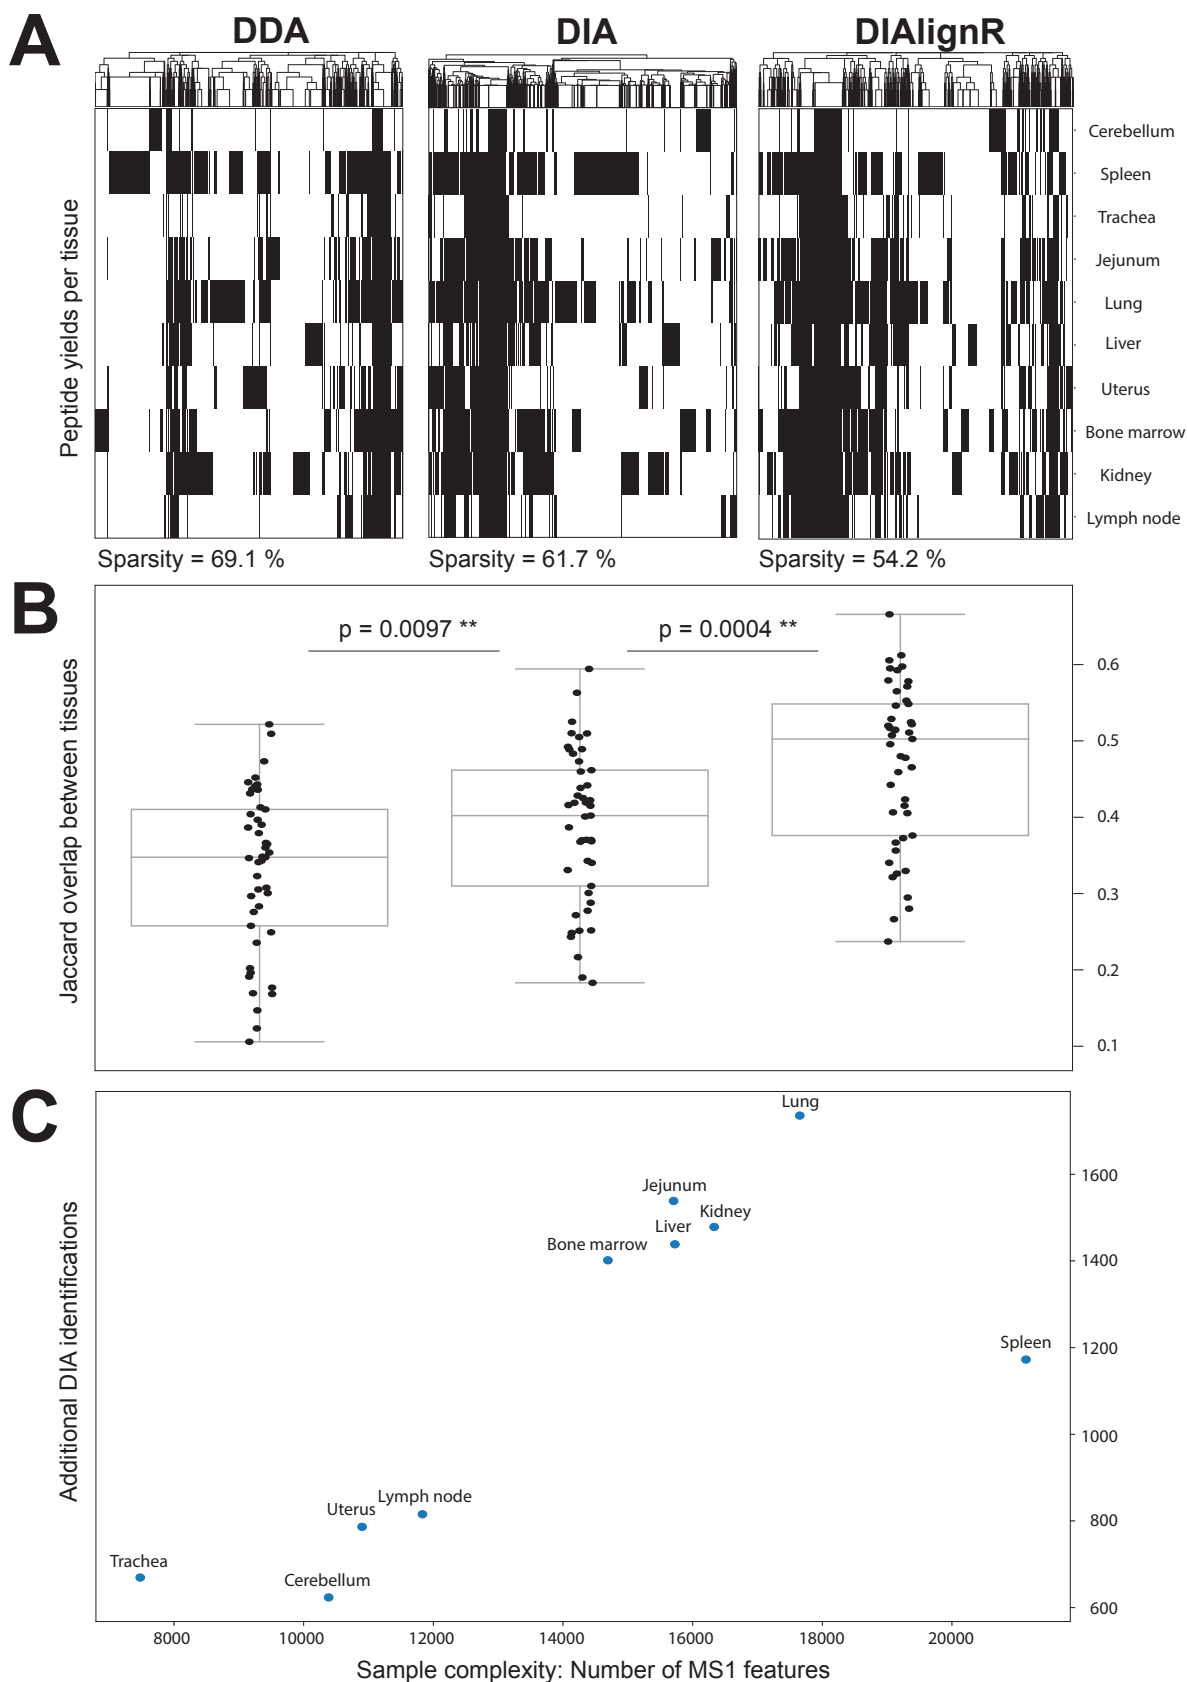 A
DDA
DIA
DIAlignR
Peptide yields per tissue
Cerebellum
Spleen
Trachea
Jejunum
Lung
Liver
Uterus
Bone marrow
Kidney
Lymph node
Sparsity = 69.1 %
Sparsity = 61.7 %
Sparsity = 54.2 %
B
Jaccard overlap between tissues
p = 0.0097 **
p = 0.0004 **
0.6
0.5
0.4
0.3
0.2
0.1
C
Additional DIA identifications
Lung
Jejunum
Kidney
Liver
Bone marrow
Spleen
Lymph node
Uterus
Trachea
Cerebellum
1600
1400
1200
1000
800
600
8000
10000
12000
14000
16000
18000
20000
Sample complexity: Number of MS1 features